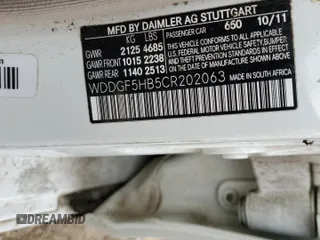 MFD BY DAIMLER AG STUTTGART
KG LBS PASSENGER CAR 650 10/11
GVWR 2125 4685
GAWR FRONT 1015 2238
GAWR REAR 1140 2513
THIS VEHICLE CONFORMS TO ALL APPLICABLE
FEDERAL MOTOR VEHICLE SAFETY, BUMPER,
AND THEFT PREVENTION STANDARDS IN
EFFECT ON THE DATE OF MANUFACTURE
SHOWN ABOVE
WDDGF5HB5CR202063
MADE IN SOUTH AFRICA
DREAMBID